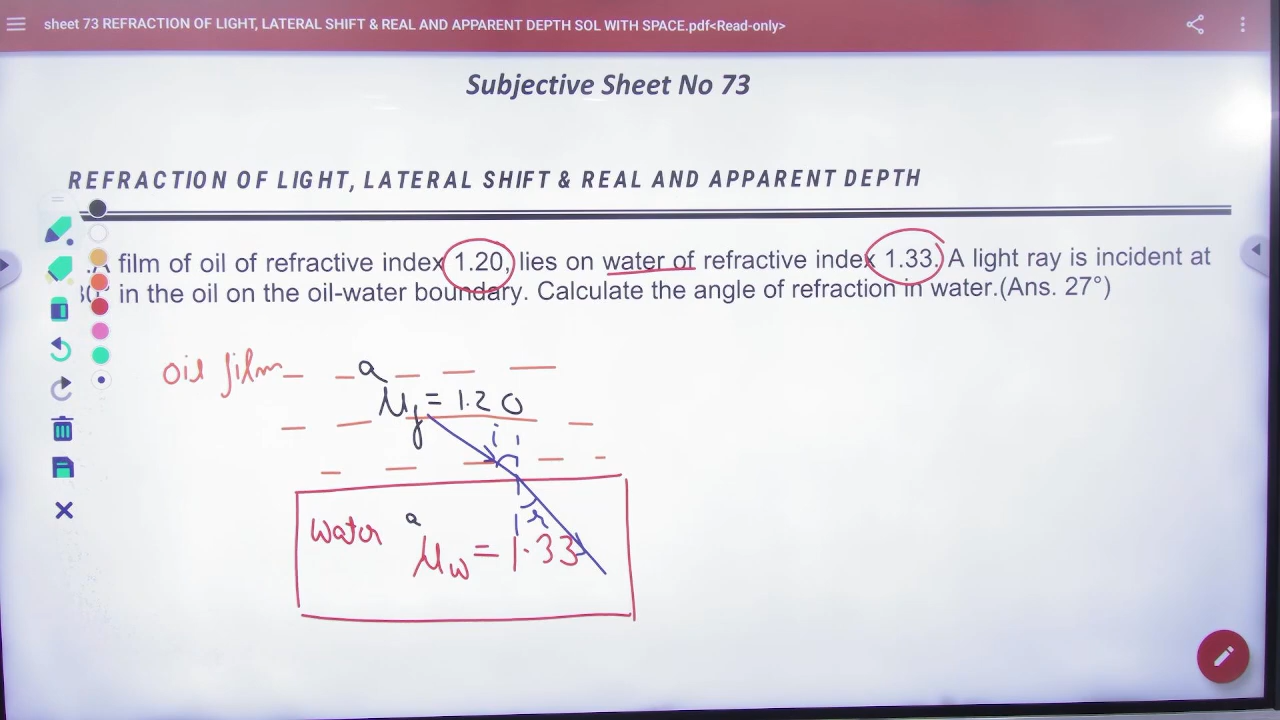 sheet 73 REFRACTION OF LIGHT, LATERAL SHIFT & REAL AND APPARENT DEPTH SOL WITH SPACE.pdf<Read-only>
Subjective Sheet No 73
REFRACTION OF LIGHT, LATERAL SHIFT & REAL AND APPARENT DEPTH
.A film of oil of refractive index 1.20, lies on water of refractive index 1.33. A light ray is incident at
in the oil on the oil-water boundary. Calculate the angle of refraction in water.(Ans. 27°)
oil film
a
μf = 1.20
i
r
Water
a
μw = 1.33